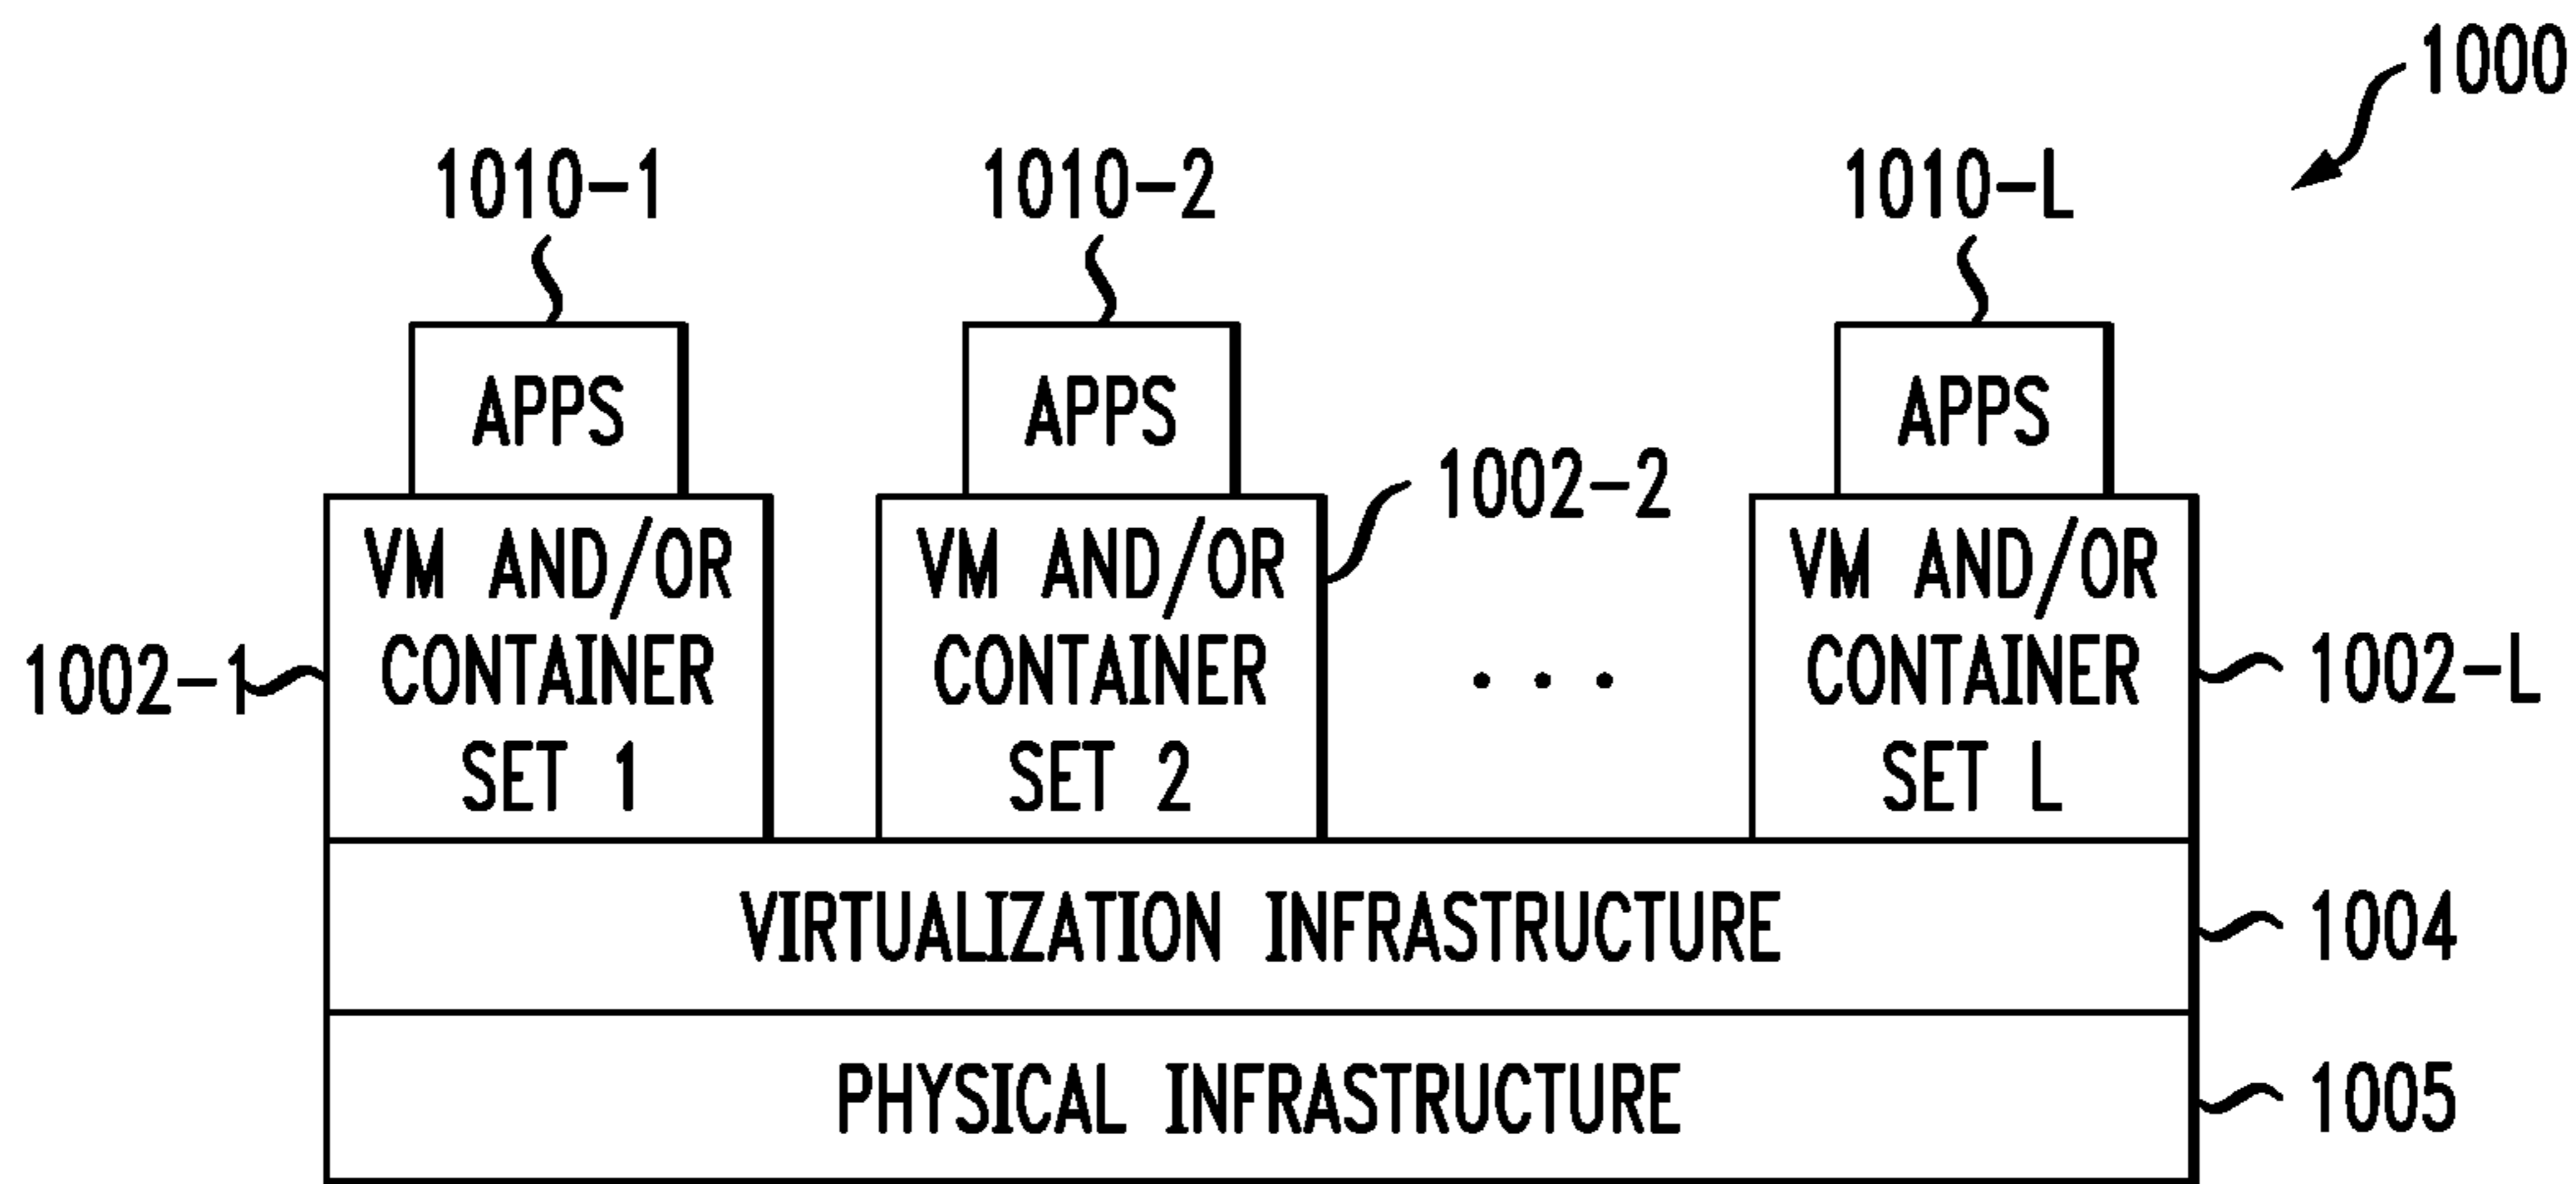 1000
1010-1
1010-2
1010-L
APPS
APPS
APPS
1002-2
VM AND/OR
CONTAINER
SET 1
VM AND/OR
CONTAINER
SET 2
VM AND/OR
CONTAINER
SET L
1002-1
. . .
1002-L
VIRTUALIZATION INFRASTRUCTURE
1004
PHYSICAL INFRASTRUCTURE
1005